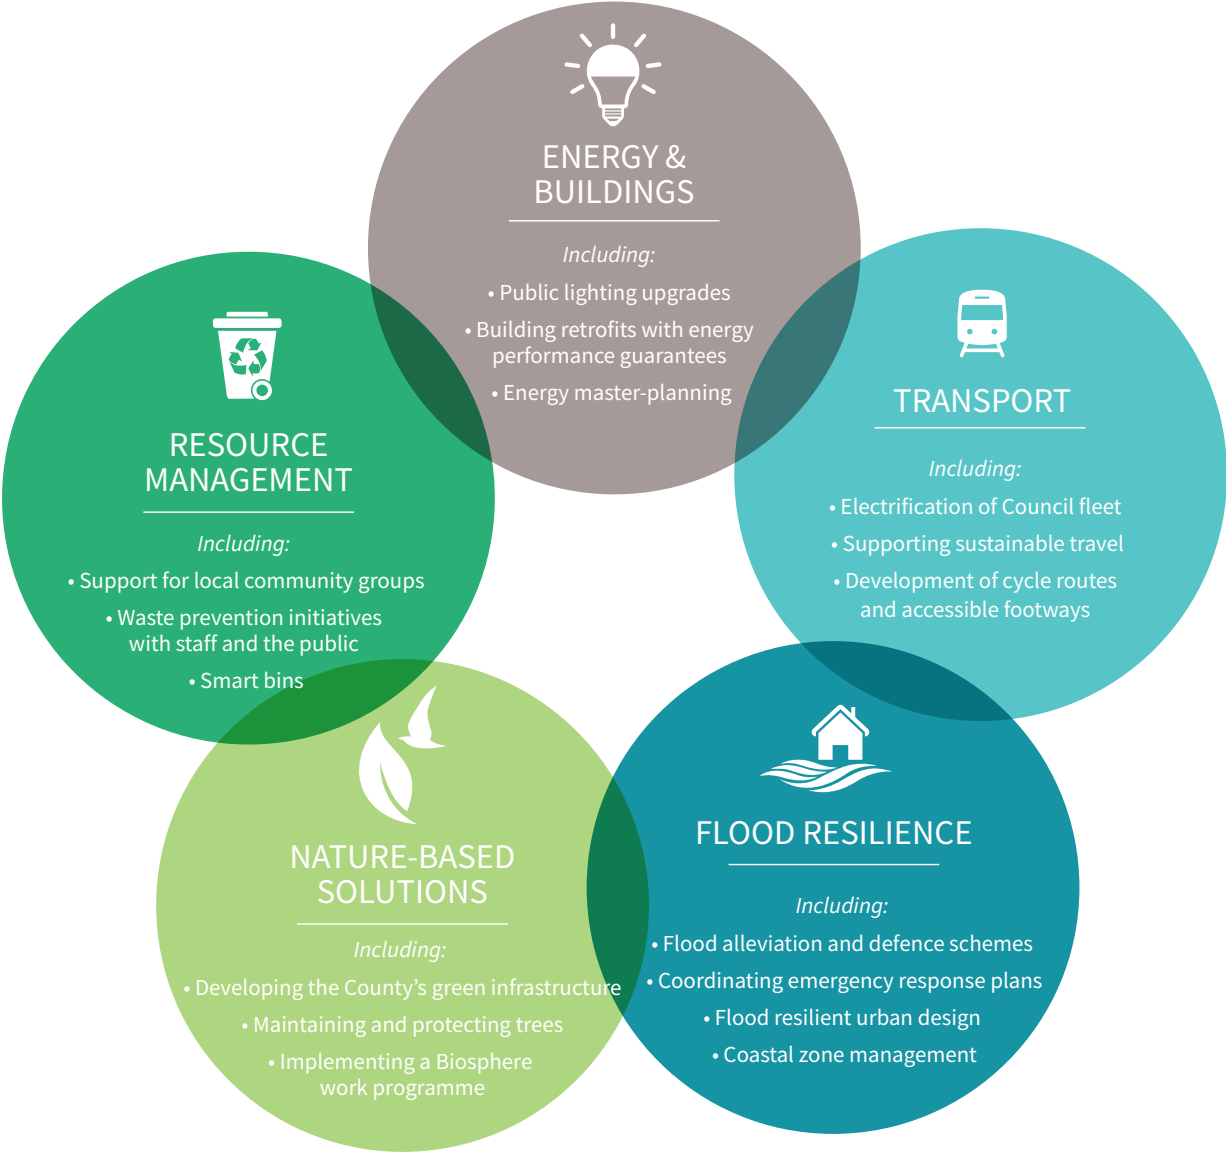 ENERGY &
BUILDINGS
Including:
• Public lighting upgrades
• Building retrofits with energy
performance guarantees
• Energy master-planning
TRANSPORT
Including:
• Electrification of Council fleet
• Supporting sustainable travel
• Development of cycle routes
and accessible footways
RESOURCE
MANAGEMENT
Including:
• Support for local community groups
• Waste prevention initiatives
with staff and the public
• Smart bins
NATURE-BASED
SOLUTIONS
Including:
• Developing the County’s green infrastructure
• Maintaining and protecting trees
• Implementing a Biosphere
work programme
FLOOD RESILIENCE
Including:
• Flood alleviation and defence schemes
• Coordinating emergency response plans
• Flood resilient urban design
• Coastal zone management